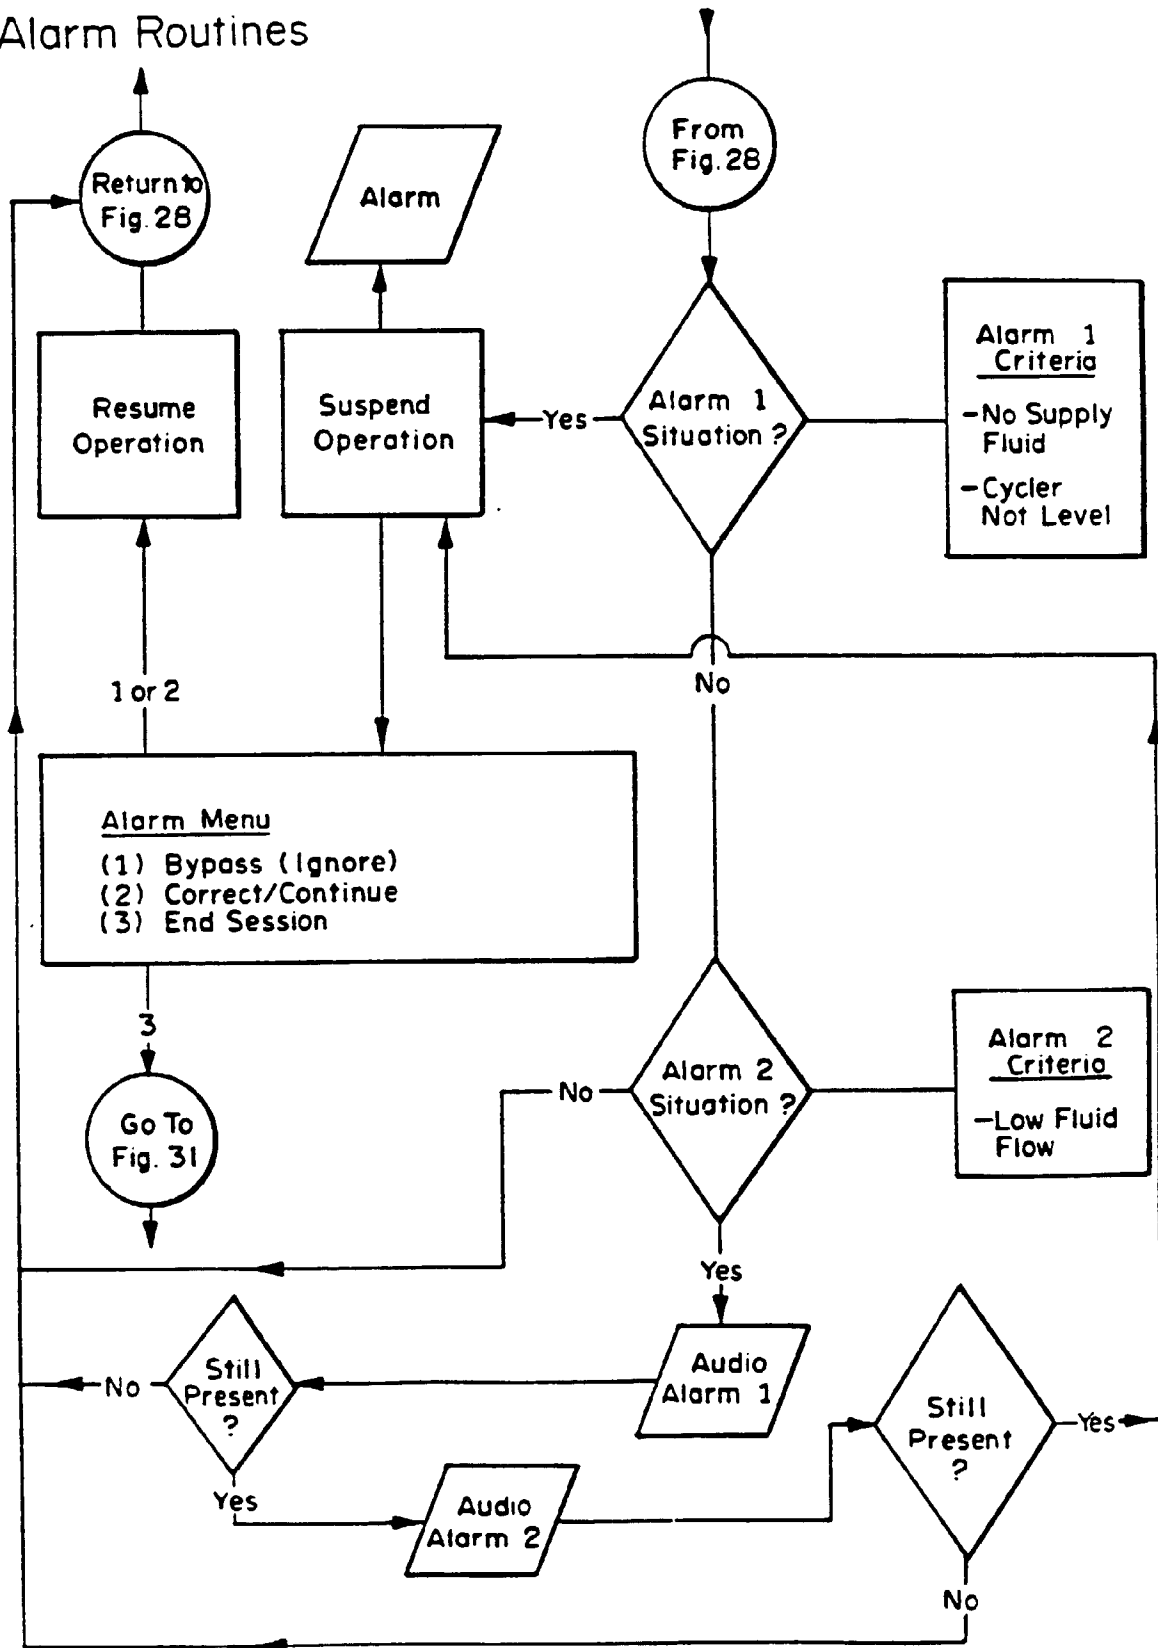 Alarm Routines
From
Fig. 28
Return to
Fig. 28
Alarm
Resume
Operation
Suspend
Operation
Yes
Alarm 1
Situation ?
Alarm 1
Criteria
-No Supply
Fluid
-Cycler
Not Level
1 or 2
No
Alarm Menu
(1) Bypass (Ignore)
(2) Correct/Continue
(3) End Session
3
Go To
Fig. 31
No
Alarm 2
Situation ?
Alarm 2
Criteria
-Low Fluid
Flow
Yes
Audio
Alarm 1
Still
Present
?
No
Yes
Audio
Alarm 2
Still
Present
?
Yes
No